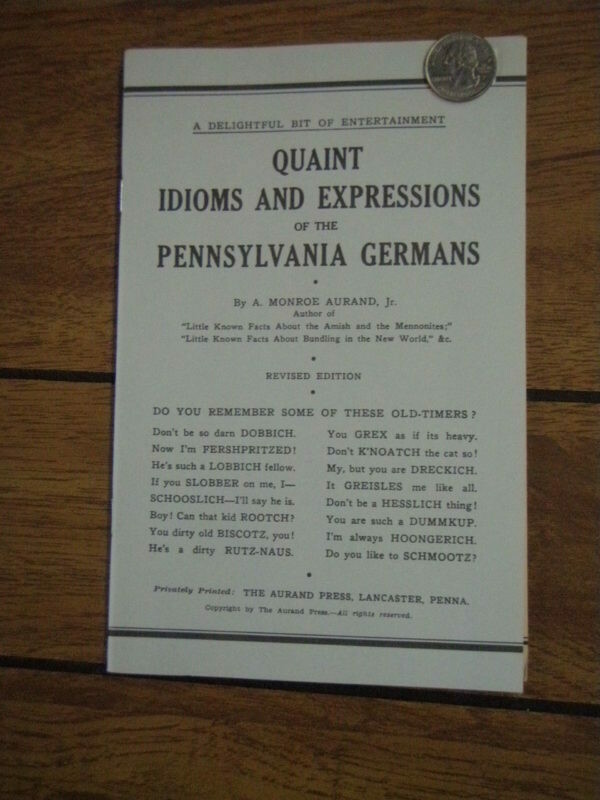 A DELIGHTFUL BIT OF ENTERTAINMENT
QUAINT
IDIOMS AND EXPRESSIONS
OF THE
PENNSYLVANIA GERMANS
By A. MONROE AURAND, Jr.
Author of
"Little Known Facts About the Amish and the Mennonites;"
"Little Known Facts About Bundling in the New World," &c.
REVISED EDITION
DO YOU REMEMBER SOME OF THESE OLD-TIMERS?
Don't be so darn DOBBICH.
Now I'm FERSHPRITZED!
He's such a LOBBICH fellow.
If you SLOBBER on me, I—
SCHOOSLICH—I'll say he is.
Boy! Can that kid ROOTCH?
You dirty old BISCOTZ, you!
He's a dirty RUTZ-NAUS.
You GREX as if its heavy.
Don't K'NOATCH the cat so!
My, but you are DRECKICH.
It GREISLES me like all.
Don't be a HESSLICH thing!
You are such a DUMMKUP.
I'm always HOONGERICH.
Do you like to SCHMOOTZ?
Privately Printed: THE AURAND PRESS, LANCASTER, PENNA.
Copyright by The Aurand Press.—All rights reserved.